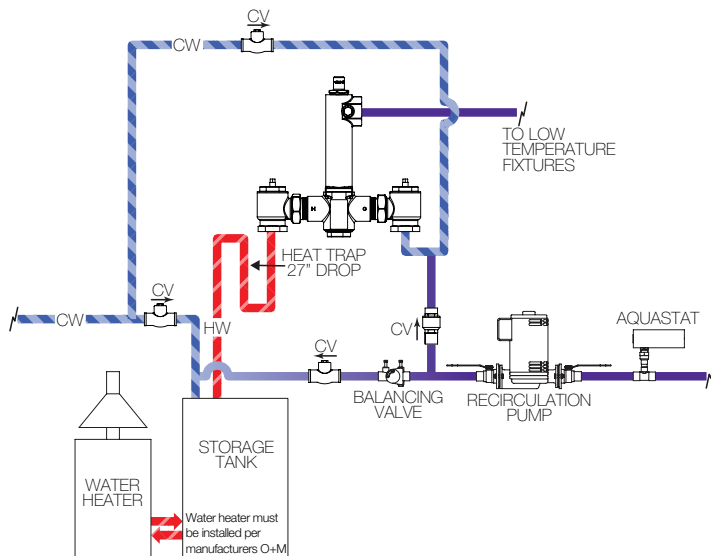 CV
CW
TO LOW
TEMPERATURE
FIXTURES
H
C
HEAT TRAP
27" DROP
CV
CW
HW
CV
AQUASTAT
CV
BALANCING
VALVE
RECIRCULATION
PUMP
STORAGE
TANK
WATER
HEATER
Water heater must
be installed per
manufacturers O+M